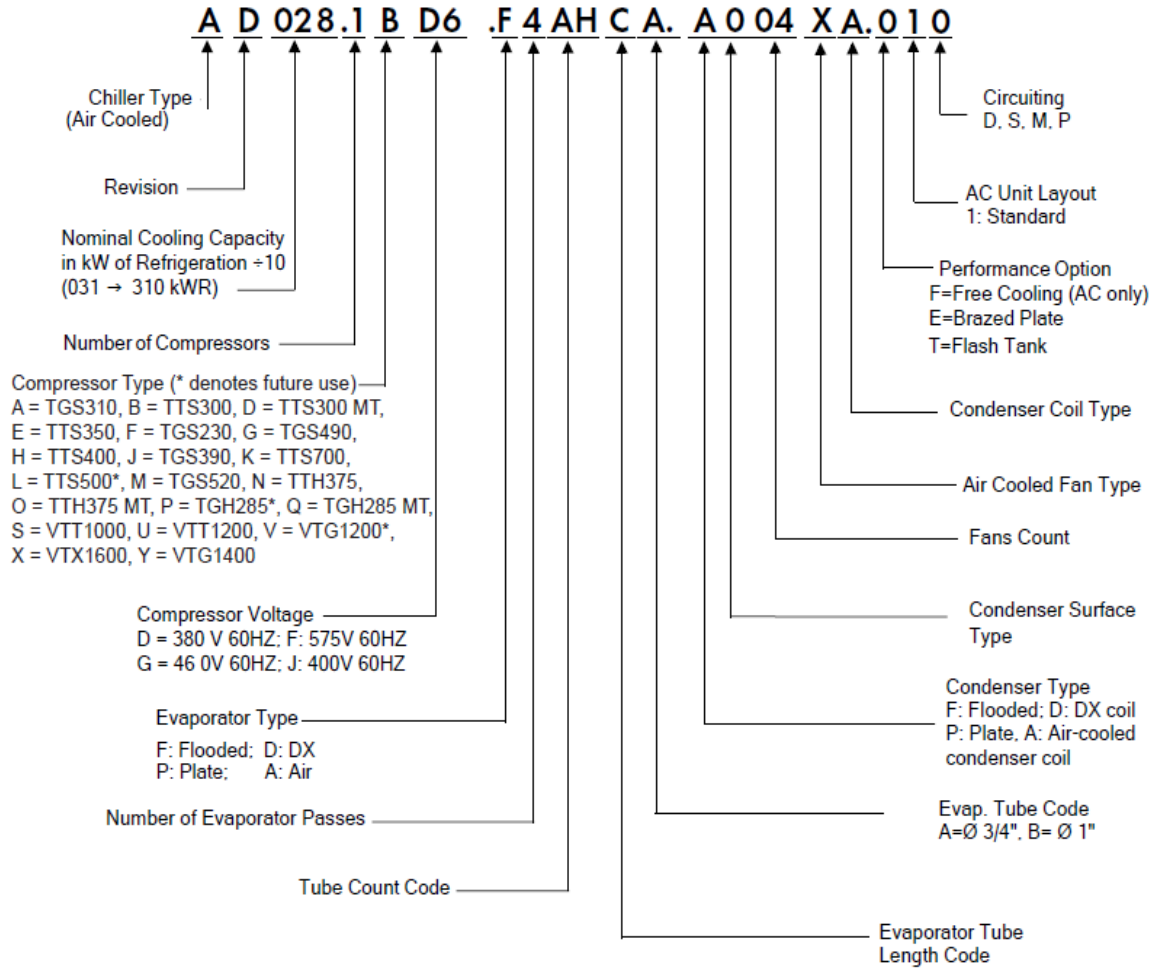 A D 028.1 B D6 .F 4 AH C A. A 0 04 X A.0 1 0
Chiller Type
(Air Cooled)
Revision
Nominal Cooling Capacity
in kW of Refrigeration ÷10
(031 → 310 kWR)
Number of Compressors
Compressor Type (* denotes future use)
A = TGS310, B = TTS300, D = TTS300 MT,
E = TTS350, F = TGS230, G = TGS490,
H = TTS400, J = TGS390, K = TTS700,
L = TTS500*, M = TGS520, N = TTH375,
O = TTH375 MT, P = TGH285*, Q = TGH285 MT,
S = VTT1000, U = VTT1200, V = VTG1200*,
X = VTX1600, Y = VTG1400
Compressor Voltage
D = 380 V 60HZ; F: 575V 60HZ
G = 46 0V 60HZ; J: 400V 60HZ
Evaporator Type
F: Flooded; D: DX
P: Plate; A: Air
Number of Evaporator Passes
Tube Count Code
Circuiting
D, S, M, P
AC Unit Layout
1: Standard
Performance Option
F=Free Cooling (AC only)
E=Brazed Plate
T=Flash Tank
Condenser Coil Type
Air Cooled Fan Type
Fans Count
Condenser Surface
Type
Condenser Type
F: Flooded; D: DX coil
P: Plate, A: Air-cooled
condenser coil
Evap. Tube Code
A=Ø 3/4", B= Ø 1"
Evaporator Tube
Length Code